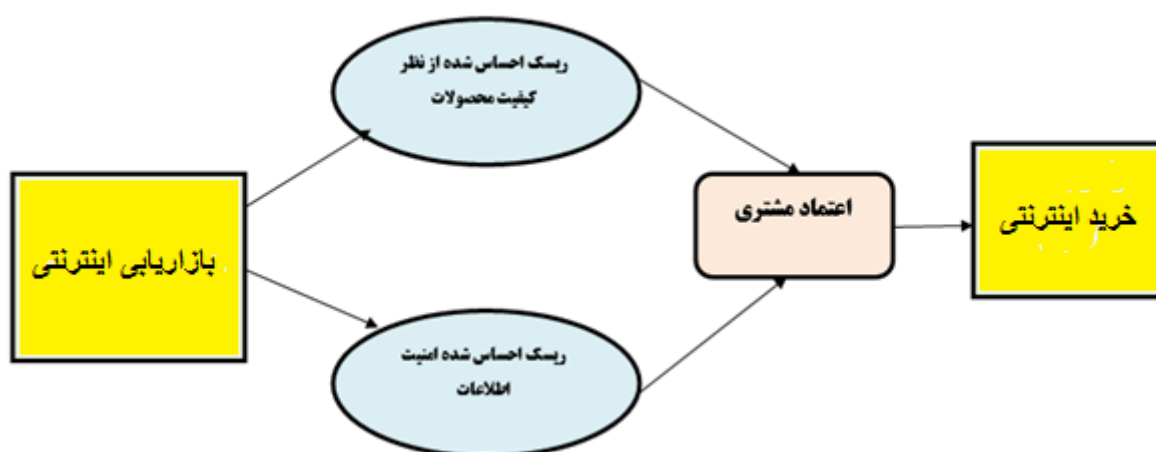 ریسک احساس شده از نظر
کیفیت محصولات
اعتماد مشتری
خرید اینترنتی
بازاریابی اینترنتی
ریسک احساس شده امنیت
اطلاعات